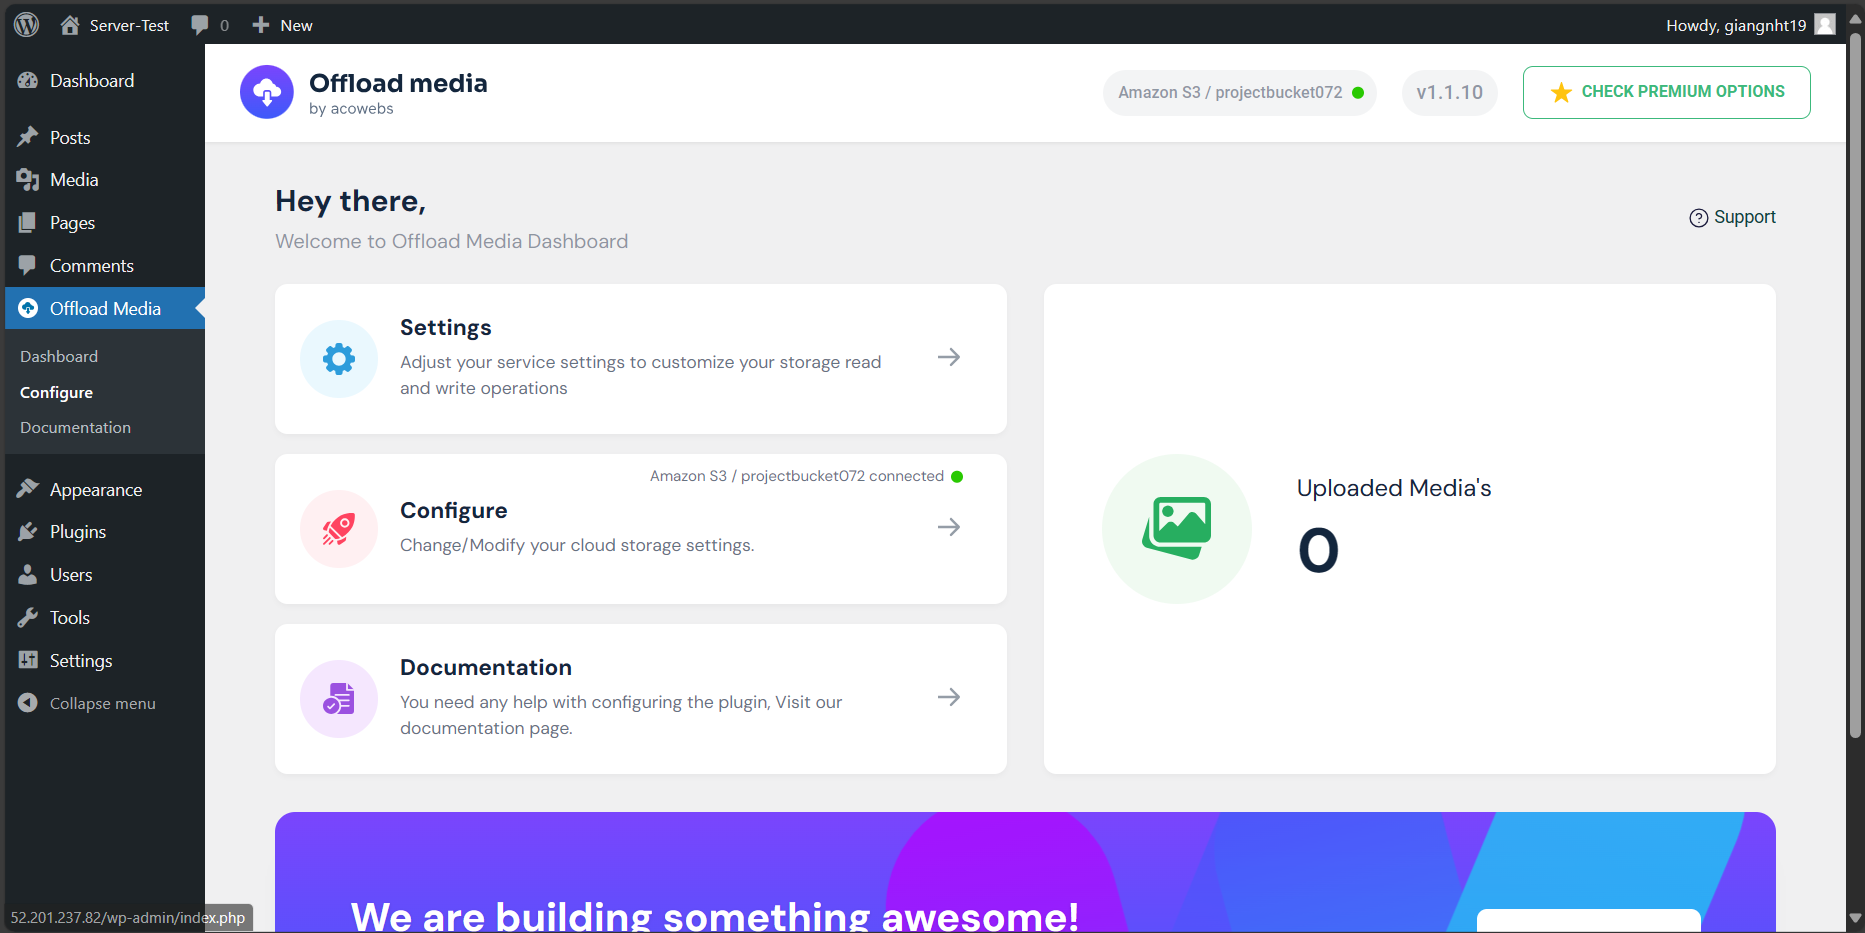 Server-Test 0 New Howdy, giangnht19
Dashboard
Posts
Media
Pages
Comments
Offload Media
Dashboard
Configure
Documentation
Appearance
Plugins
Users
Tools
Settings
Collapse menu
52.201.237.82/wp-admin/index.php
Offload media
by acowebs
Amazon S3 / projectbucket072
v1.1.10
CHECK PREMIUM OPTIONS
Hey there,
Welcome to Offload Media Dashboard
Support
Settings
Adjust your service settings to customize your storage read
and write operations
Amazon S3 / projectbucket072 connected
Configure
Change/Modify your cloud storage settings.
Documentation
You need any help with configuring the plugin, Visit our
documentation page.
Uploaded Media's
0
We are building something awesome!